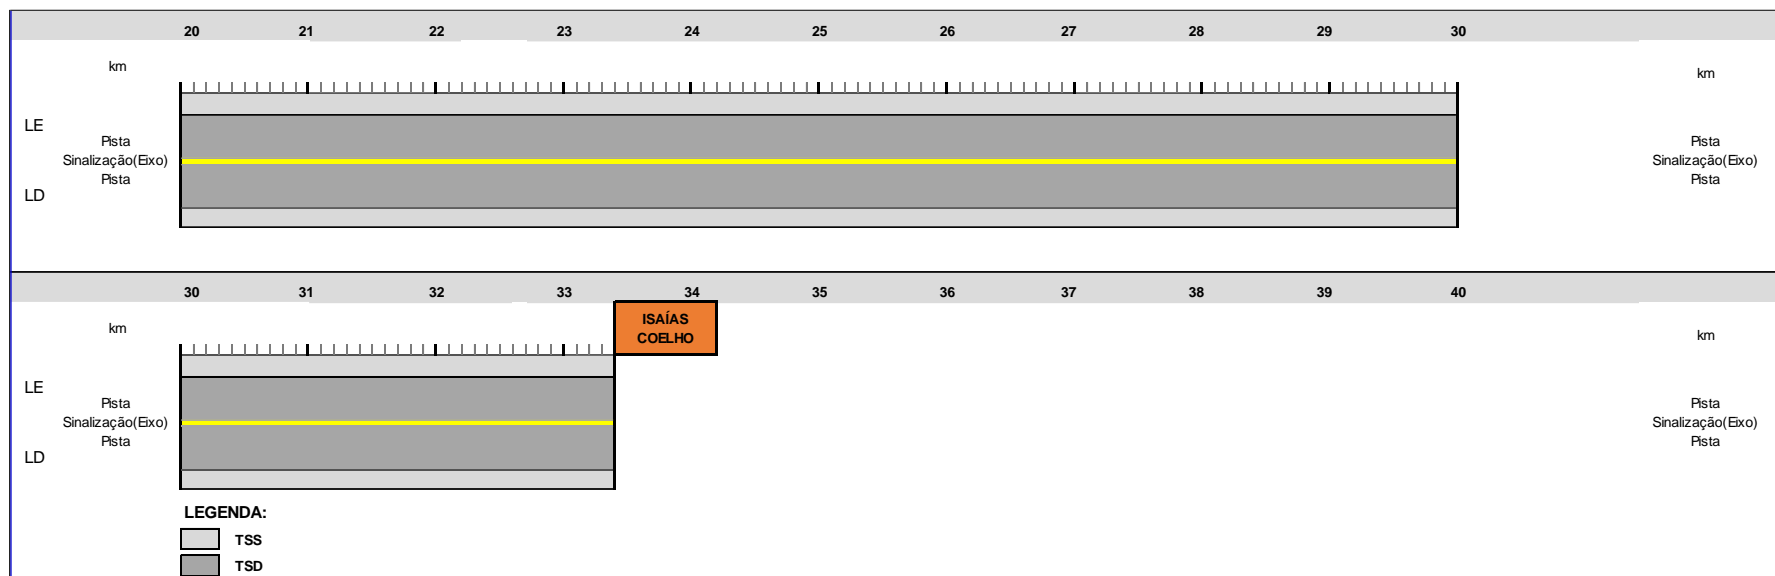 20 21 22 23 24 25 26 27 28 29 30
km km
LE
Pista Pista
Sinalização(Eixo) Sinalização(Eixo)
Pista Pista
LD
30 31 32 33 34 35 36 37 38 39 40
ISAÍAS
COELHO
km km
LE
Pista Pista
Sinalização(Eixo) Sinalização(Eixo)
Pista Pista
LD
LEGENDA:
TSS
TSD